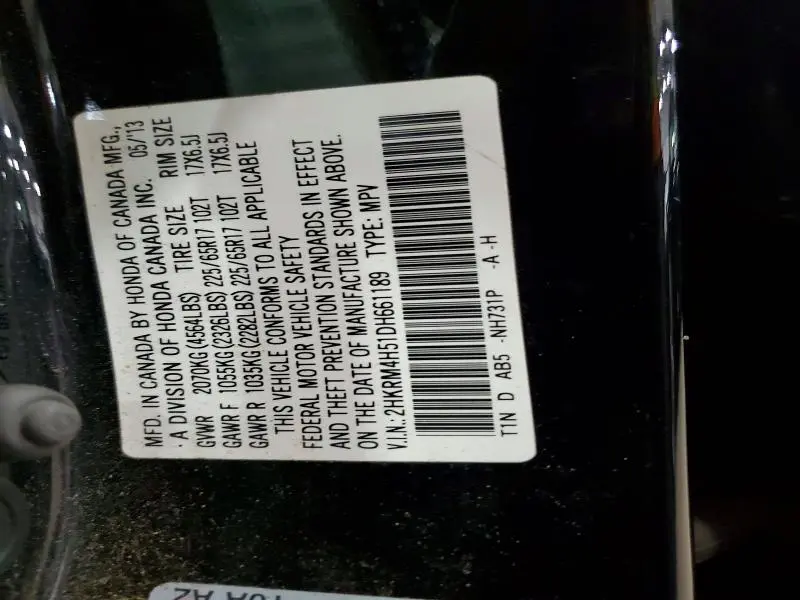 MFD. IN CANADA BY HONDA OF CANADA MFG.,
· A DIVISION OF HONDA CANADA INC. 05/'13
GVWR 2070KG(4564LBS) TIRE SIZE RIM SIZE
GAWR F 1055KG(2326LBS) 225/65R17 102T 17X6.5J
GAWR R 1035KG(2282LBS) 225/65R17 102T 17X6.5J
THIS VEHICLE CONFORMS TO ALL APPLICABLE
FEDERAL MOTOR VEHICLE SAFETY
AND THEFT PREVENTION STANDARDS IN EFFECT
ON THE DATE OF MANUFACTURE SHOWN ABOVE.
V.I.N.: 2HKRM4H51DH661189 TYPE: MPV
T1N D AB5 -NH731P -A -H